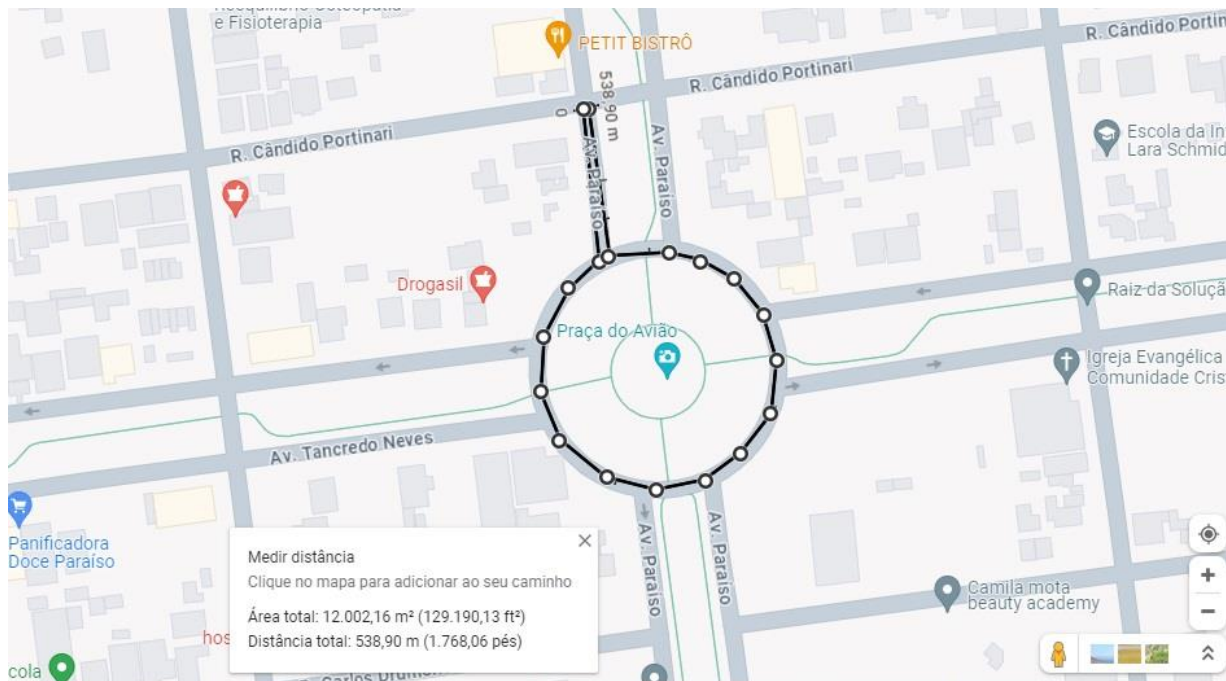 e Fisioterapia
PETIT BISTRÔ
R. Cândido Portin
R. Cândido Portinari
538,90 m
0
R. Cândido Portinari
Av. Paraíso
Av. Paraíso
Escola da In
Lara Schmid
Drogasil
Raiz da Soluçã
Praça do Avião
Igreja Evangélica
Comunidade Cris
Av. Tancredo Neves
Panificadora
Doce Paraíso
Av. Paraíso
Av. Paraíso
Medir distância
Clique no mapa para adicionar ao seu caminho
Área total: 12.002,16 m² (129.190,13 ft²)
Distância total: 538,90 m (1.768,06 pés)
Camila mota
beauty academy
hos
cola